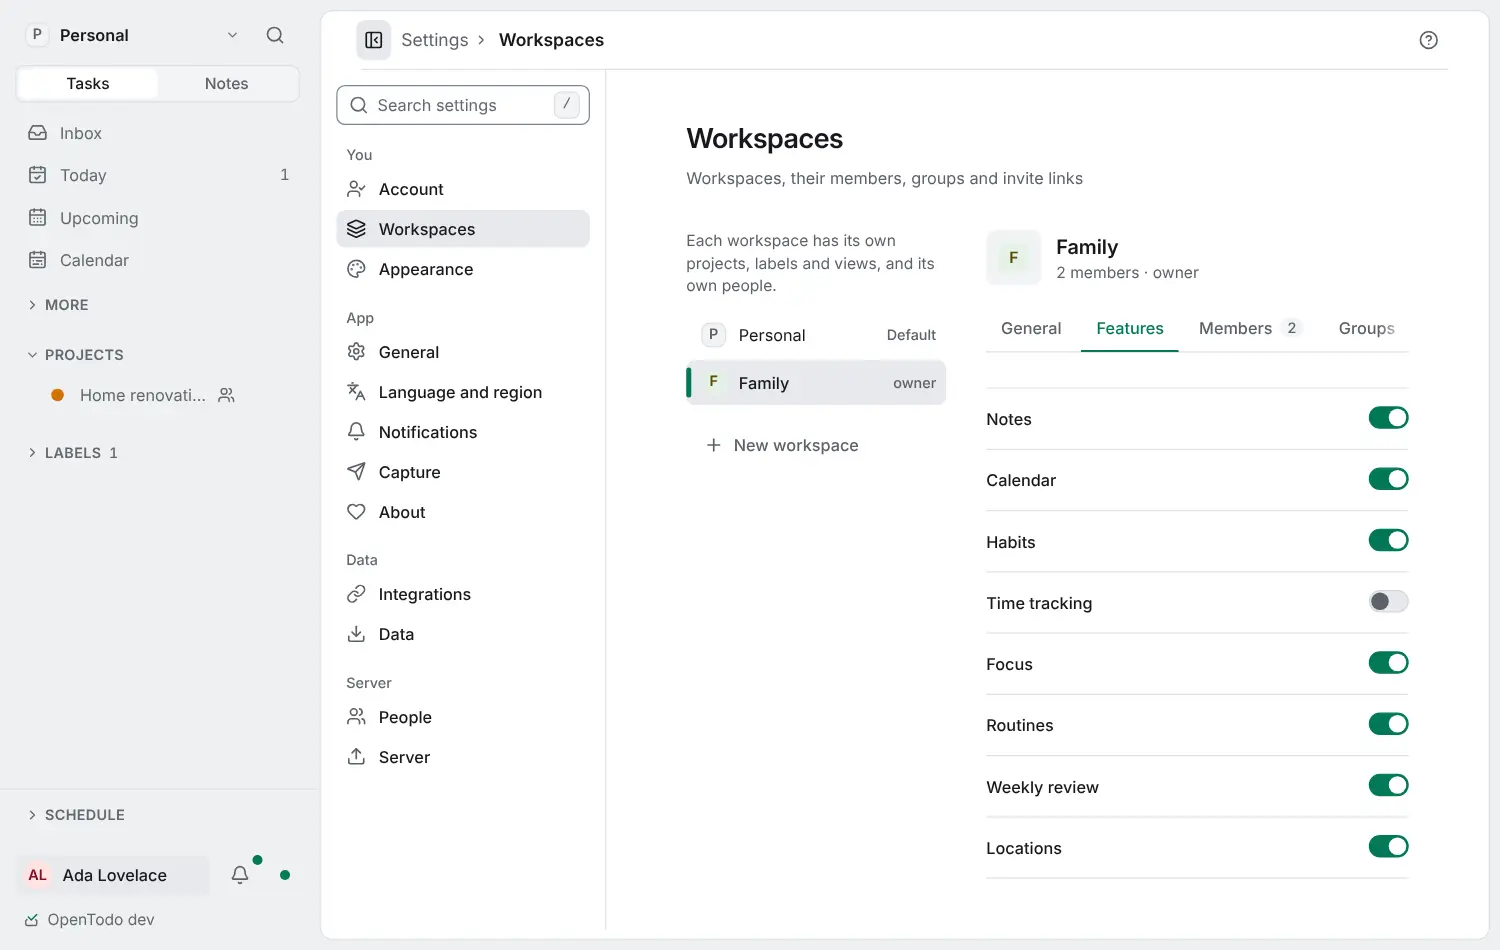 P Personal
Tasks Notes
Inbox
Today 1
Upcoming
Calendar
MORE
PROJECTS
Home renovati...
LABELS 1
SCHEDULE
AL Ada Lovelace
OpenTodo dev
Settings > Workspaces
Search settings /
You
Account
Workspaces
Appearance
App
General
Language and region
Notifications
Capture
About
Data
Integrations
Data
Server
People
Server
Workspaces
Workspaces, their members, groups and invite links
Each workspace has its own
projects, labels and views, and its
own people.
P Personal Default
F Family owner
+ New workspace
F Family
2 members · owner
General Features Members 2 Groups
Notes
Calendar
Habits
Time tracking
Focus
Routines
Weekly review
Locations